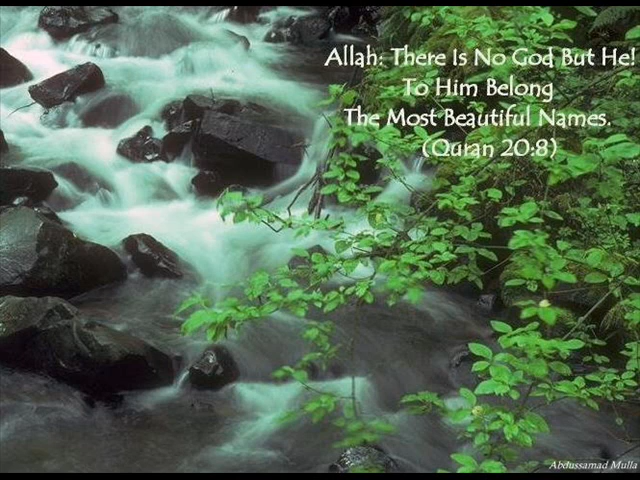 Allah: There Is No God But He!
To Him Belong
The Most Beautiful Names.
(Quran 20:8)
Abdussamad Mulla